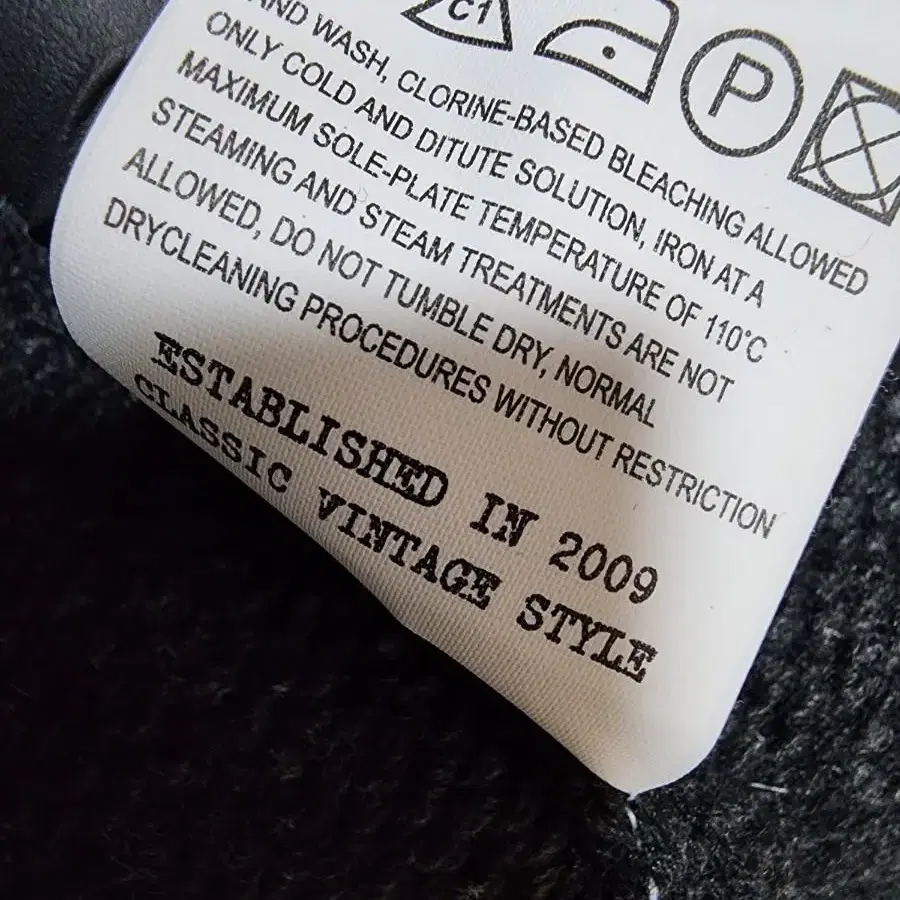 C1
P
AND WASH, CLORINE-BASED BLEACHING ALLOWED
ONLY COLD AND DITUTE SOLUTION, IRON AT A
MAXIMUM SOLE-PLATE TEMPERATURE OF 110°C
STEAMING AND STEAM TREATMENTS ARE NOT
ALLOWED, DO NOT TUMBLE DRY, NORMAL
DRYCLEANING PROCEDURES WITHOUT RESTRICTION
ESTABLISHED IN 2009
CLASSIC VINTAGE STYLE